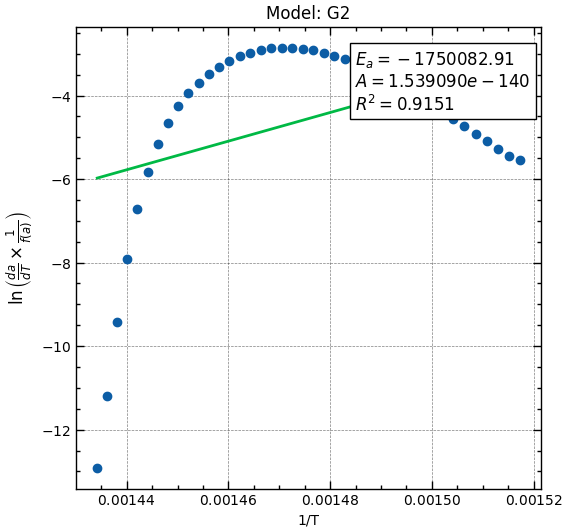 Model: G2
E_a = −1750082.91
A = 1.539090e − 140
R^2 = 0.9151
ln(da/dT × 1/f(a))
−4
−6
−8
−10
−12
0.00144 0.00146 0.00148 0.00150 0.00152
1/T